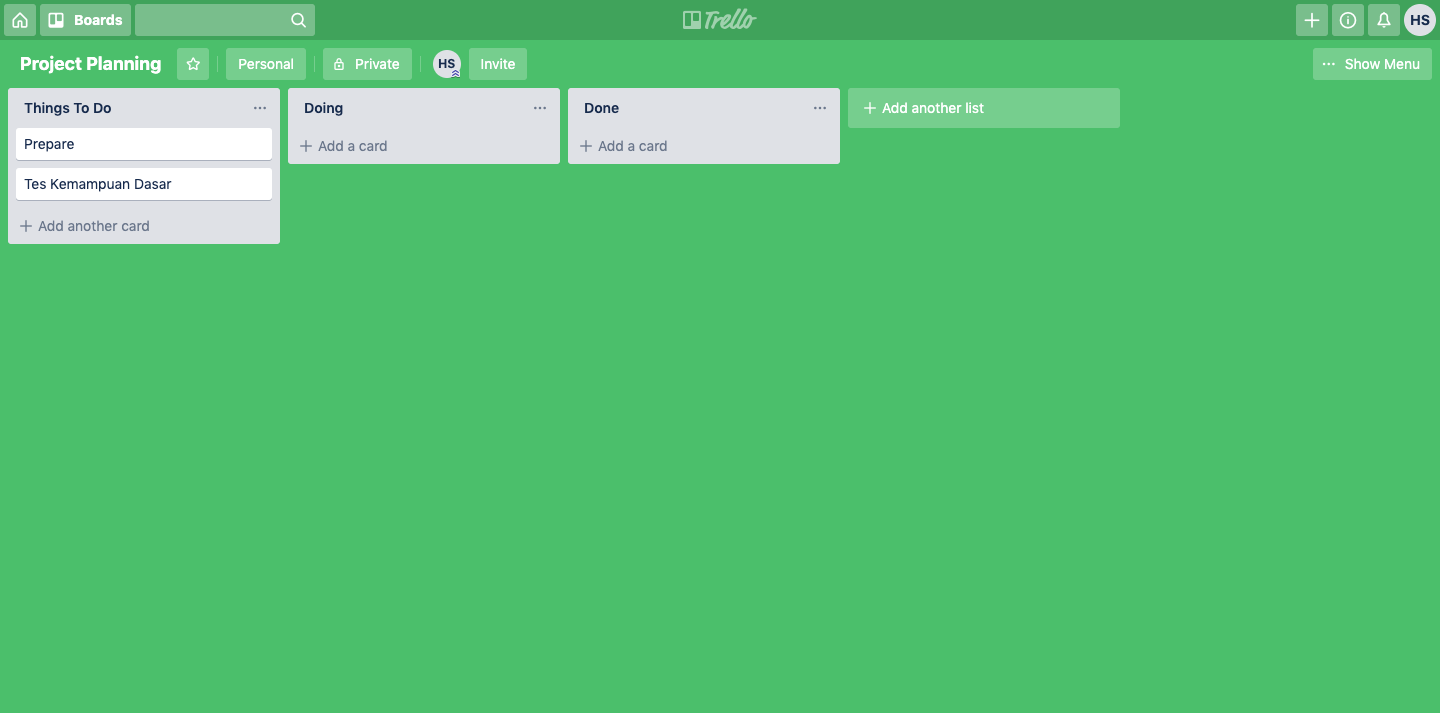 Boards
Trello
HS
Project Planning
Personal
Private
HS
Invite
Show Menu
Things To Do
Prepare
Tes Kemampuan Dasar
Add another card
Doing
Add a card
Done
Add a card
Add another list